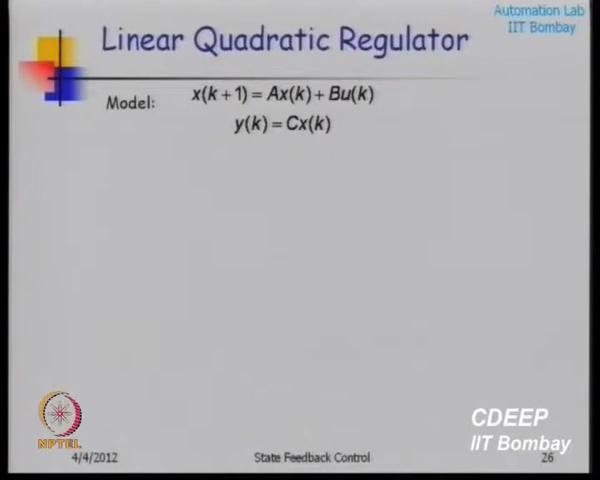 Automation Lab
IIT Bombay
Linear Quadratic Regulator
Model: x(k + 1) = Ax(k) + Bu(k)
y(k) = Cx(k)
NPTEL
CDEEP
IIT Bombay
4/4/2012 State Feedback Control 26